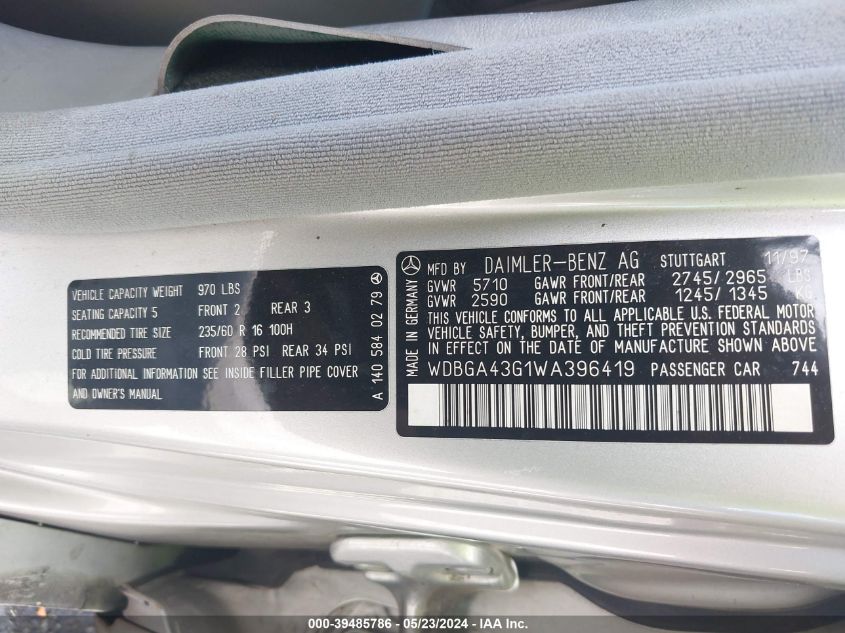 VEHICLE CAPACITY WEIGHT 970 LBS
SEATING CAPACITY 5 FRONT 2 REAR 3
RECOMMENDED TIRE SIZE 235/60 R 16 100H
COLD TIRE PRESSURE FRONT 28 PSI REAR 34 PSI
FOR ADDITIONAL INFORMATION SEE INSIDE FILLER PIPE COVER
AND OWNER'S MANUAL
A 140 584 02 79
MADE IN GERMANY
MFD BY DAIMLER-BENZ AG STUTTGART 11/97
GVWR 5710 GAWR FRONT/REAR 2745/2965 LBS
GVWR 2590 GAWR FRONT/REAR 1245/1345 KG
THIS VEHICLE CONFORMS TO ALL APPLICABLE U.S. FEDERAL MOTOR
VEHICLE SAFETY, BUMPER, AND THEFT PREVENTION STANDARDS
IN EFFECT ON THE DATE OF MANUFACTURE SHOWN ABOVE
WDBGA43G1WA396419 PASSENGER CAR 744
000-39485786 - 05/23/2024 - IAAI - Inc.